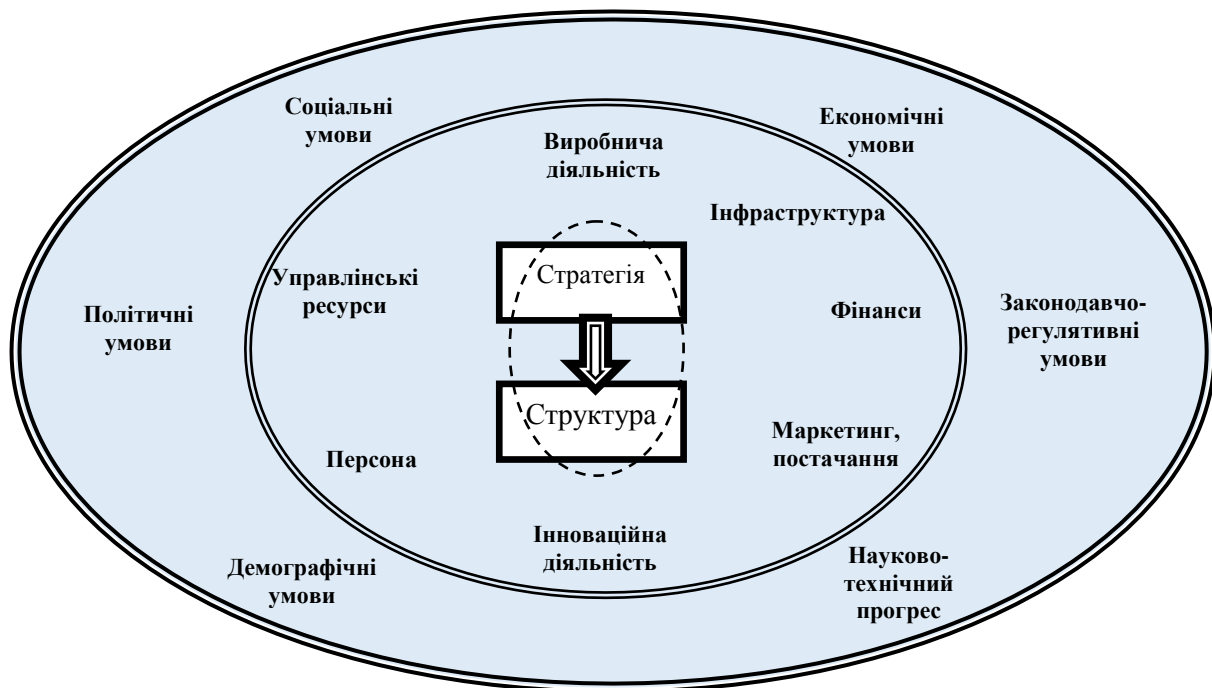 Соціальні
умови
Економічні
умови
Виробнича
діяльність
Інфраструктура
Управлінські
ресурси
Стратегія
Політичні
умови
Фінанси
Законодавчо-
регулятивні
умови
Структура
Маркетинг,
постачання
Персона
Інноваційна
діяльність
Демографічні
умови
Науково-
технічний
прогрес